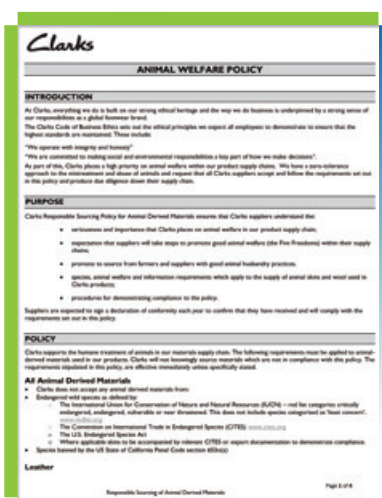 Clarks
ANIMAL WELFARE POLICY
INTRODUCTION
At Clarks, everything we do is built on our strong ethical heritage and the way we do business is underpinned by a strong sense of
our responsibilities as a global footwear brand.
The Clarks Code of Business Ethics sets out the ethical principles we expect all employees to demonstrate to ensure that the
highest standards are maintained. These include:
"We operate with integrity and honesty"
"We are committed to making social and environmental responsibilities a key part of how we make decisions".
As part of this, Clarks places a high priority on animal welfare within our product supply chains. We have a zero-tolerance
approach to the mistreatment and abuse of animals and request that all Clarks suppliers accept and follow the requirements set out
in this policy and produce due diligence down their supply chain.
PURPOSE
Clarks Responsible Sourcing Policy for Animal Derived Materials ensures that Clarks suppliers understand the:
• seriousness and importance that Clarks places on animal welfare in our product supply chain;
• expectation that suppliers will take steps to promote good animal welfare (the Five Freedoms) within their supply
chains;
• promote to source from farmers and suppliers with good animal husbandry practices.
• species, animal welfare and information requirements which apply to the supply of animal skins and wool used in
Clarks products;
• procedures for demonstrating compliance to the policy.
Suppliers are expected to sign a declaration of conformity each year to confirm that they have received and will comply with the
requirements set out in this policy.
POLICY
Clarks supports the humane treatment of animals in our materials supply chain. The following requirements must be applied to animal-
derived materials used in our products. Clarks will not knowingly source materials which are not in compliance with this policy. The
requirements stipulated in this policy, are effective immediately unless specifically stated.
All Animal Derived Materials
• Clarks does not accept any animal derived materials from:
• Endangered wild species as defined by:
○ The International Union for Conservation of Nature and Natural Resources (IUCN) – red list categories critically
endangered, endangered, vulnerable or near threatened. This does not include species categorised as 'least concern'.
www.redlist.org
○ The Convention on International Trade in Endangered Species (CITES) www.cites.org
○ The U.S. Endangered Species Act
○ Where applicable skins to be accompanied by relevant CITES or export documentation to demonstrate compliance.
• Species banned by the US State of California Penal Code section 653o(a)
Leather
Page 1 of 6
Responsible Sourcing of Animal Derived Materials